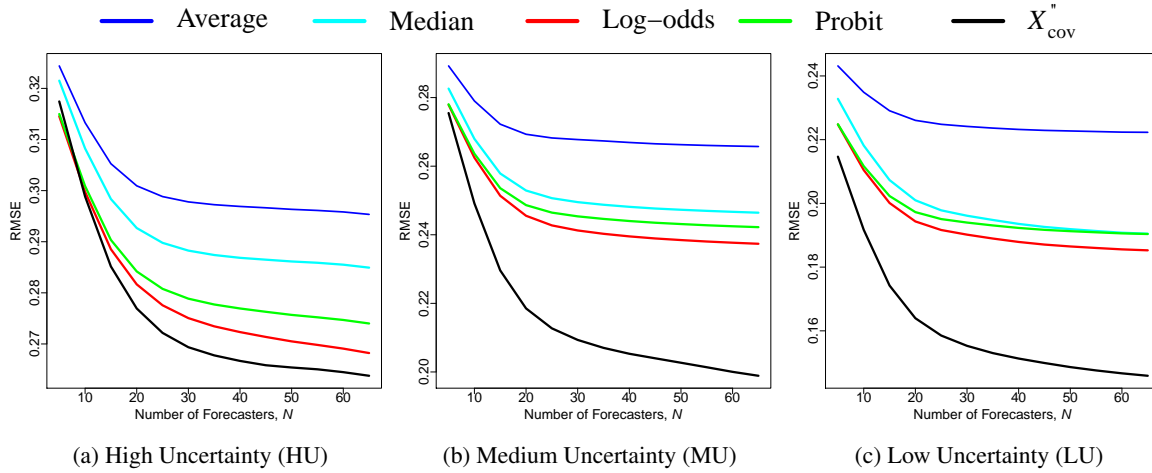 Average Median Log−odds Probit X''cov
RMSE
0.27 0.28 0.29 0.30 0.31 0.32
10 20 30 40 50 60
Number of Forecasters, N
(a) High Uncertainty (HU)
RMSE
0.20 0.22 0.24 0.26 0.28
10 20 30 40 50 60
Number of Forecasters, N
(b) Medium Uncertainty (MU)
RMSE
0.16 0.18 0.20 0.22 0.24
10 20 30 40 50 60
Number of Forecasters, N
(c) Low Uncertainty (LU)